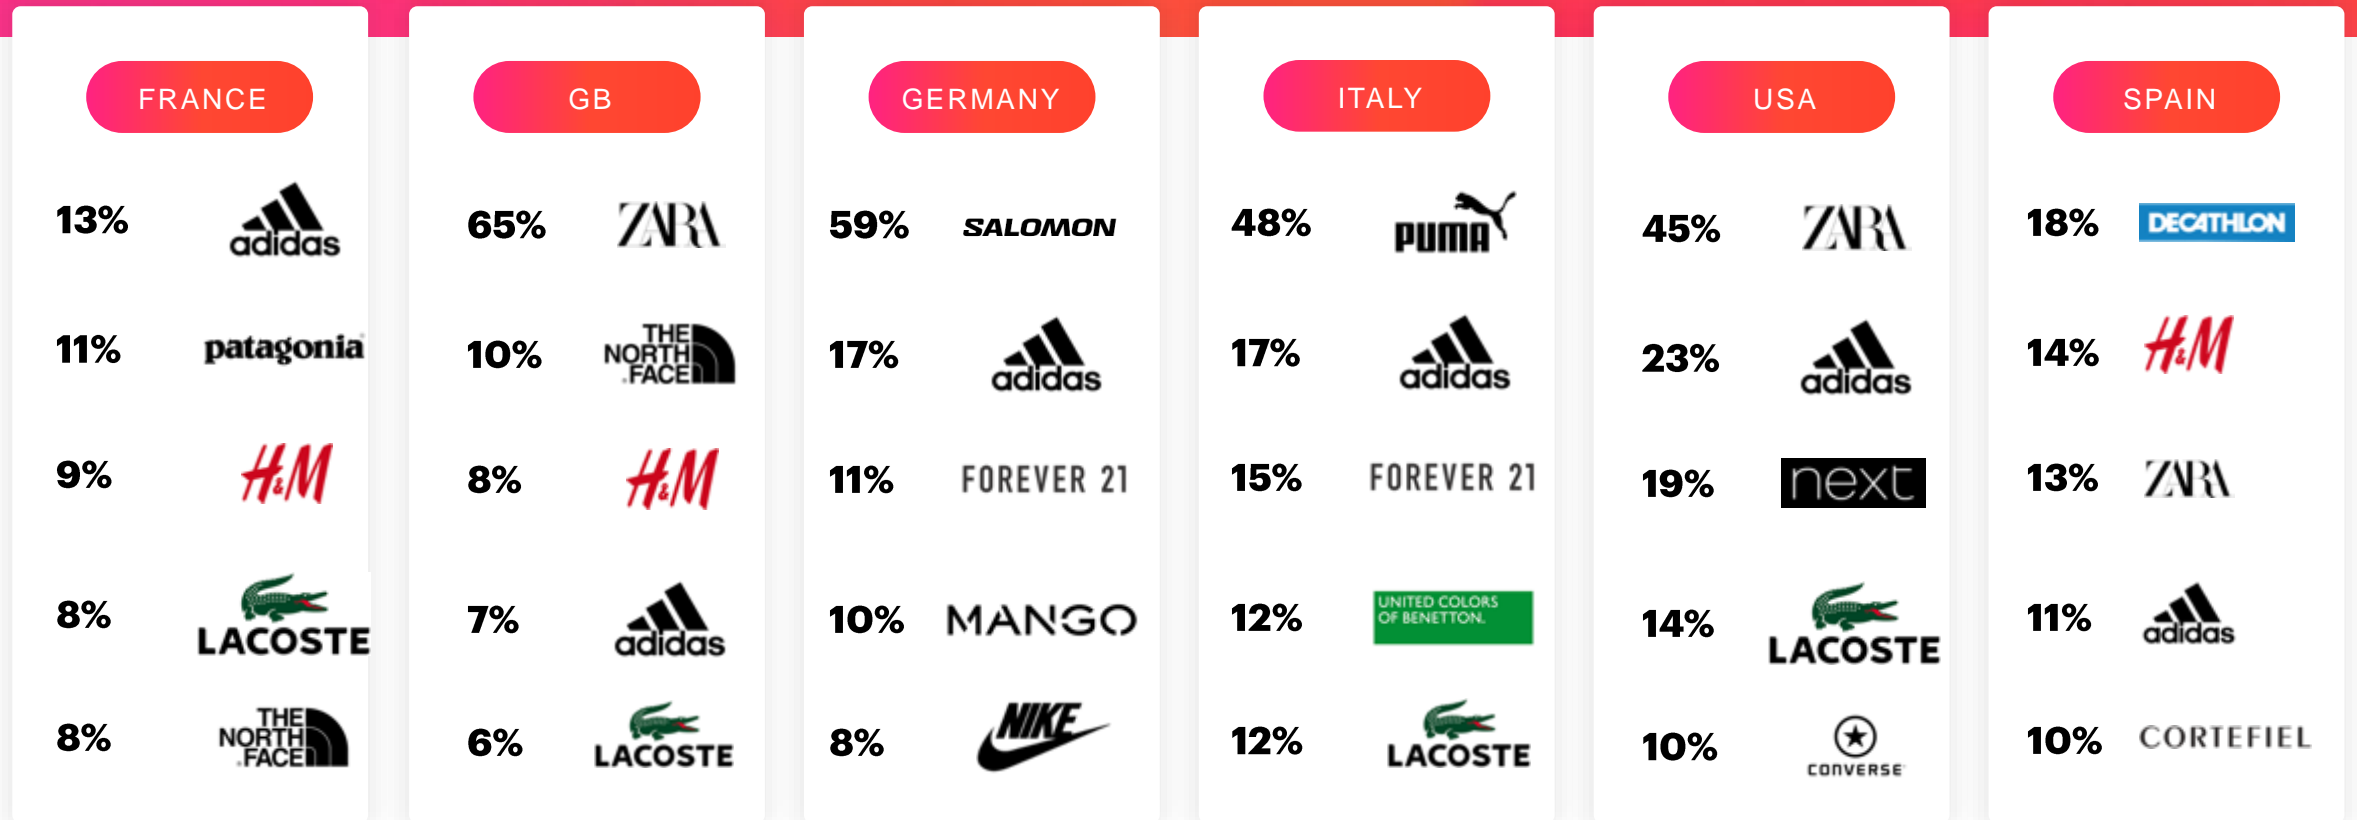 FRANCE
13% adidas
11% patagonia
9% H&M
8% LACOSTE
8% THE NORTH FACE
GB
65% ZARA
10% THE NORTH FACE
8% H&M
7% adidas
6% LACOSTE
GERMANY
59% SALOMON
17% adidas
11% FOREVER 21
10% MANGO
8% NIKE
ITALY
48% PUMA
17% adidas
15% FOREVER 21
12% UNITED COLORS
OF BENETTON.
12% LACOSTE
USA
45% ZARA
23% adidas
19% next
14% LACOSTE
10% CONVERSE
SPAIN
18% DECATHLON
14% H&M
13% ZARA
11% adidas
10% CORTEFIEL